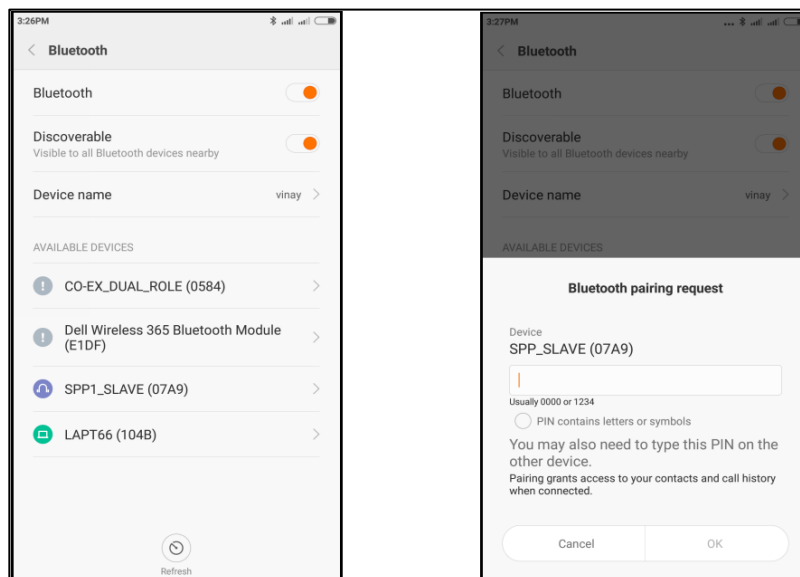 3:26PM
Bluetooth
Bluetooth
Discoverable
Visible to all Bluetooth devices nearby
Device name vinay
AVAILABLE DEVICES
CO-EX_DUAL_ROLE (0584)
Dell Wireless 365 Bluetooth Module
(E1DF)
SPP1_SLAVE (07A9)
LAPT66 (104B)
Refresh
3:27PM ...
Bluetooth
Bluetooth
Discoverable
Visible to all Bluetooth devices nearby
Device name vinay
AVAILABLE DEVICES
Bluetooth pairing request
Device
SPP_SLAVE (07A9)
Usually 0000 or 1234
PIN contains letters or symbols
You may also need to type this PIN on the
other device.
Pairing grants access to your contacts and call history
when connected.
Cancel OK